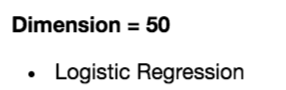 Dimension = 50
• Logistic Regression